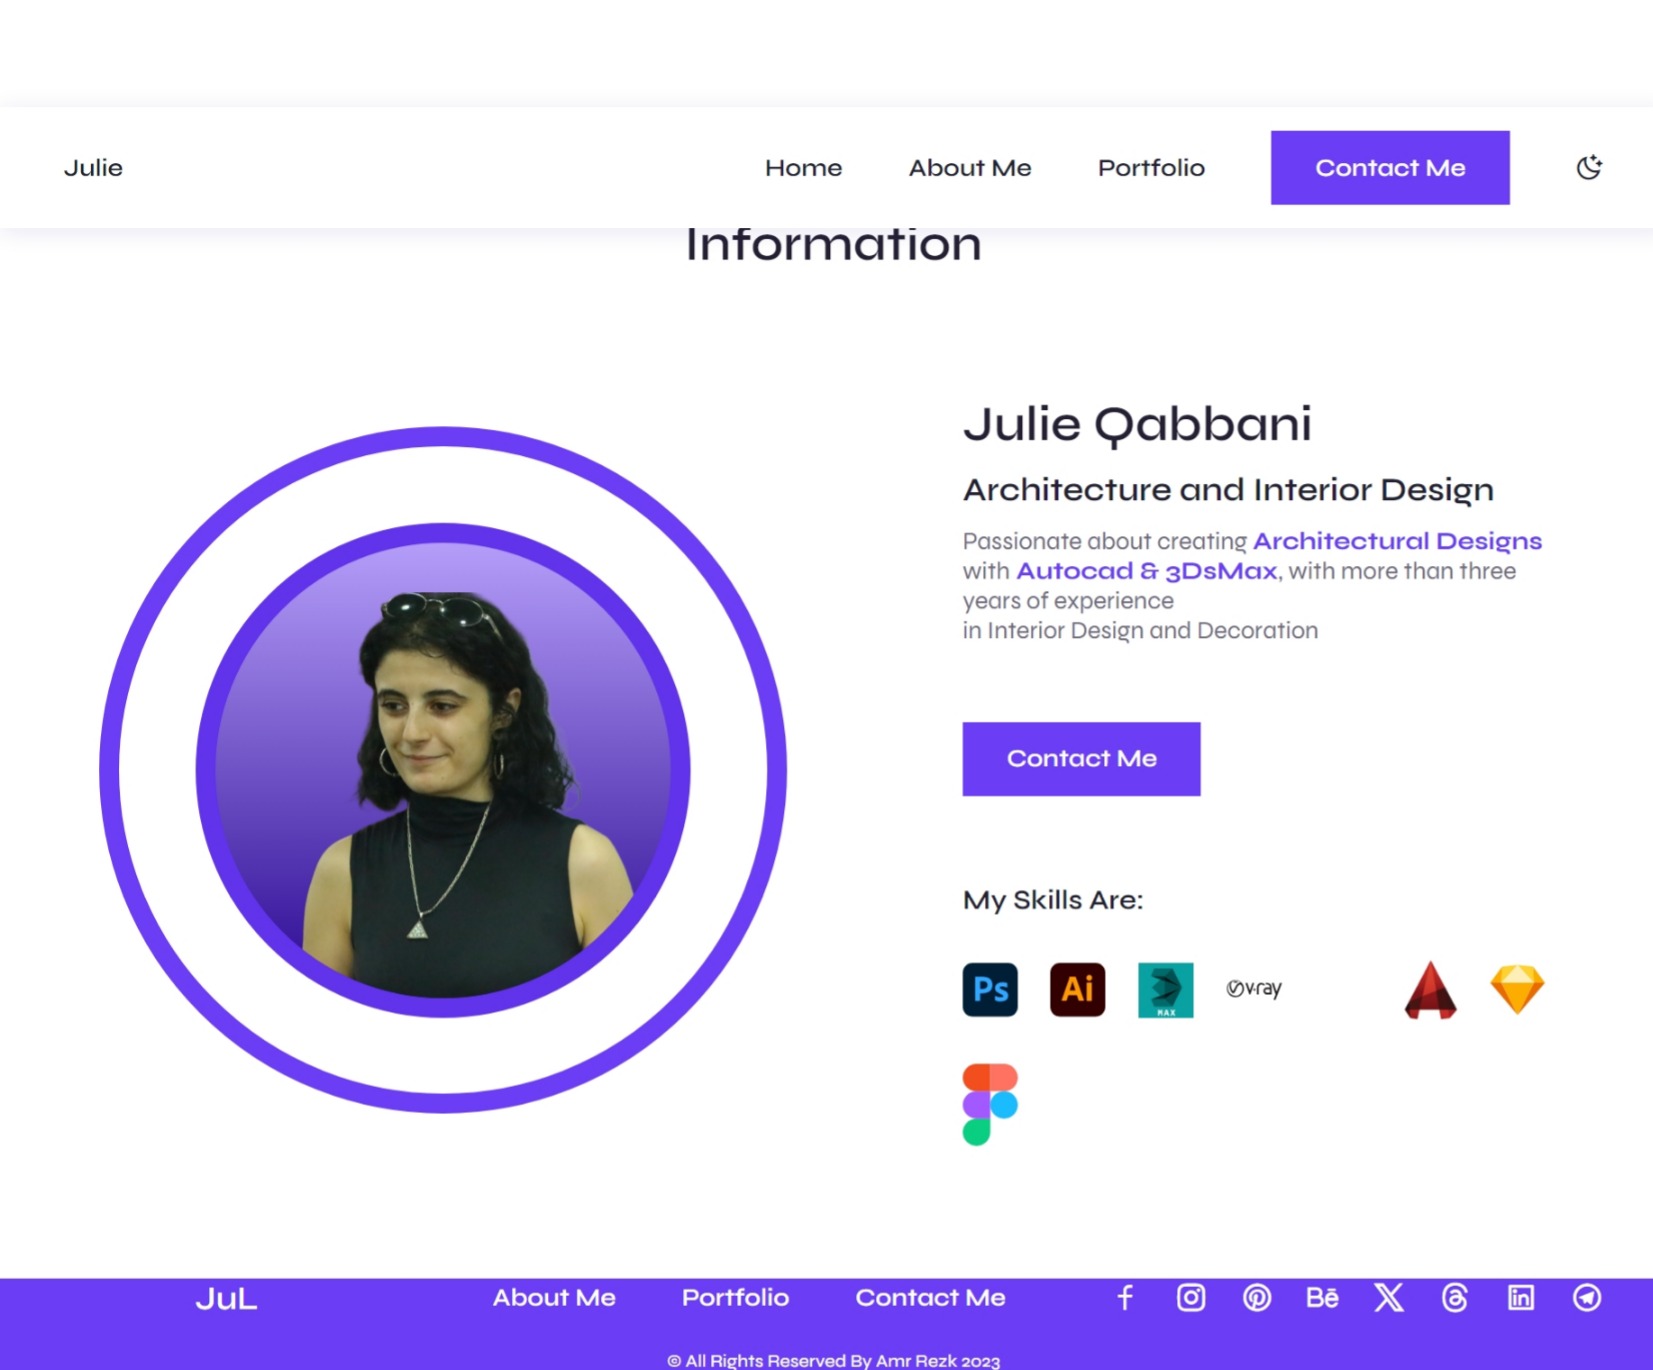 Julie
Home
About Me
Portfolio
Contact Me
Information
Julie Qabbani
Architecture and Interior Design
Passionate about creating Architectural Designs
with Autocad & 3DsMax, with more than three
years of experience
in Interior Design and Decoration
Contact Me
My Skills Are:
Ps
Ai
MAX
v·ray
JuL
About Me
Portfolio
Contact Me
Bē
in
© All Rights Reserved By Amr Rezk 2023